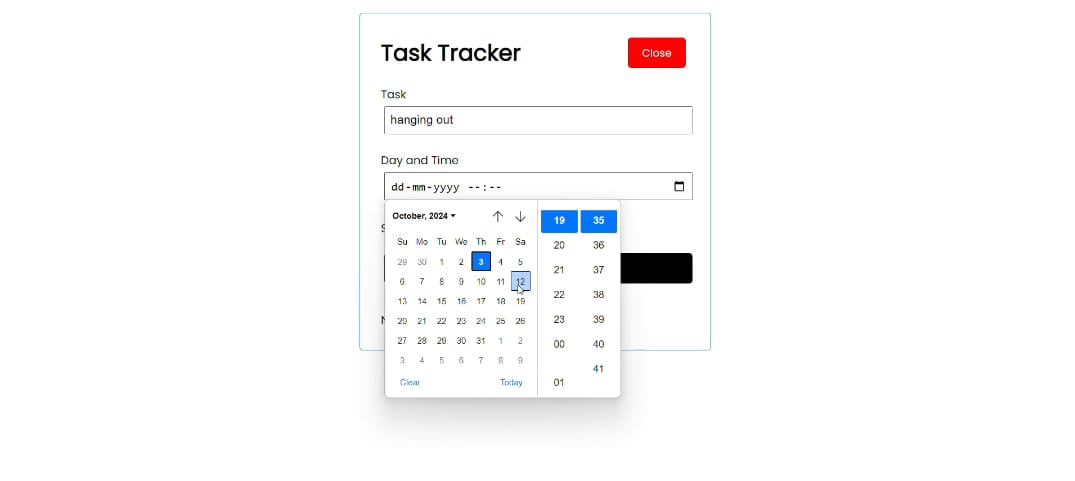 Task Tracker
Close
Task
hanging out
Day and Time
dd-mm-yyyy --:--
October, 2024
Su Mo Tu We Th Fr Sa
29 30 1 2 3 4 5
6 7 8 9 10 11 12
13 14 15 16 17 18 19
20 21 22 23 24 25 26
27 28 29 30 31 1 2
3 4 5 6 7 8 9
Clear Today
19 35
20 36
21 37
22 38
23 39
00 40
01 41